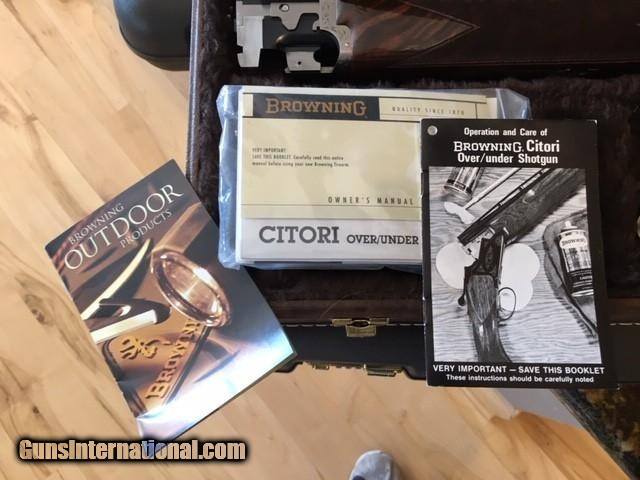 BROWNING
OUTDOOR
PRODUCTS
BROWNI
BROWNING
QUALITY SINCE 1878
VERY IMPORTANT:
SAVE THIS BOOKLET. Carefully read this entire
manual before using your new Browning firearm.
OWNER'S MANUAL
CITORI OVER/UNDER
Operation and Care of
BROWNING. Citori
Over/under Shotgun
BROWNING
VERY IMPORTANT — SAVE THIS BOOKLET
These instructions should be carefully noted
GunsInternational.com